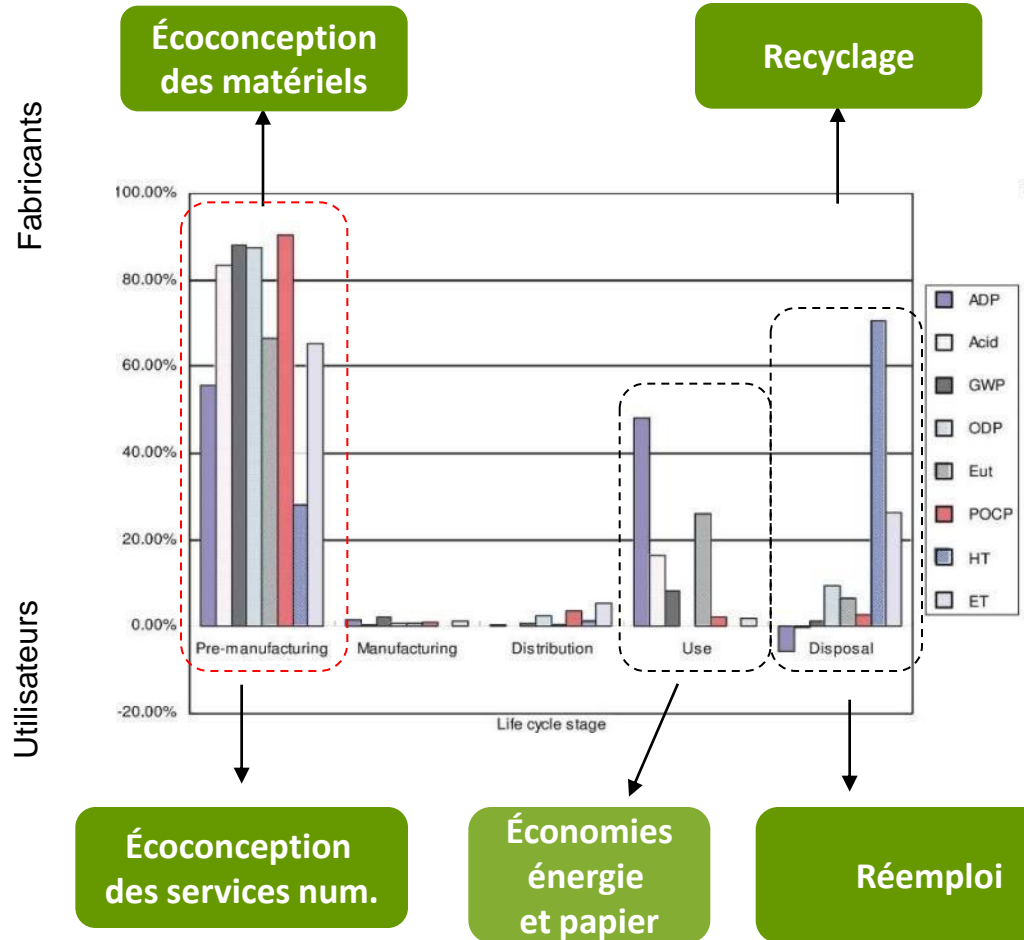 Écoconception
des matériels
Recyclage
Fabricants
Utilisateurs
100.00%
80.00%
60.00%
40.00%
20.00%
0.00%
-20.00%
Pre-manufacturing
Manufacturing
Distribution
Use
Disposal
Life cycle stage
ADP
Acid
GWP
ODP
Eut
POCP
HT
ET
Écoconception
des services num.
Économies
énergie
et papier
Réemploi